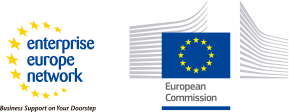 enterprise
europe
network
Business Support on Your Doorstep
European
Commission